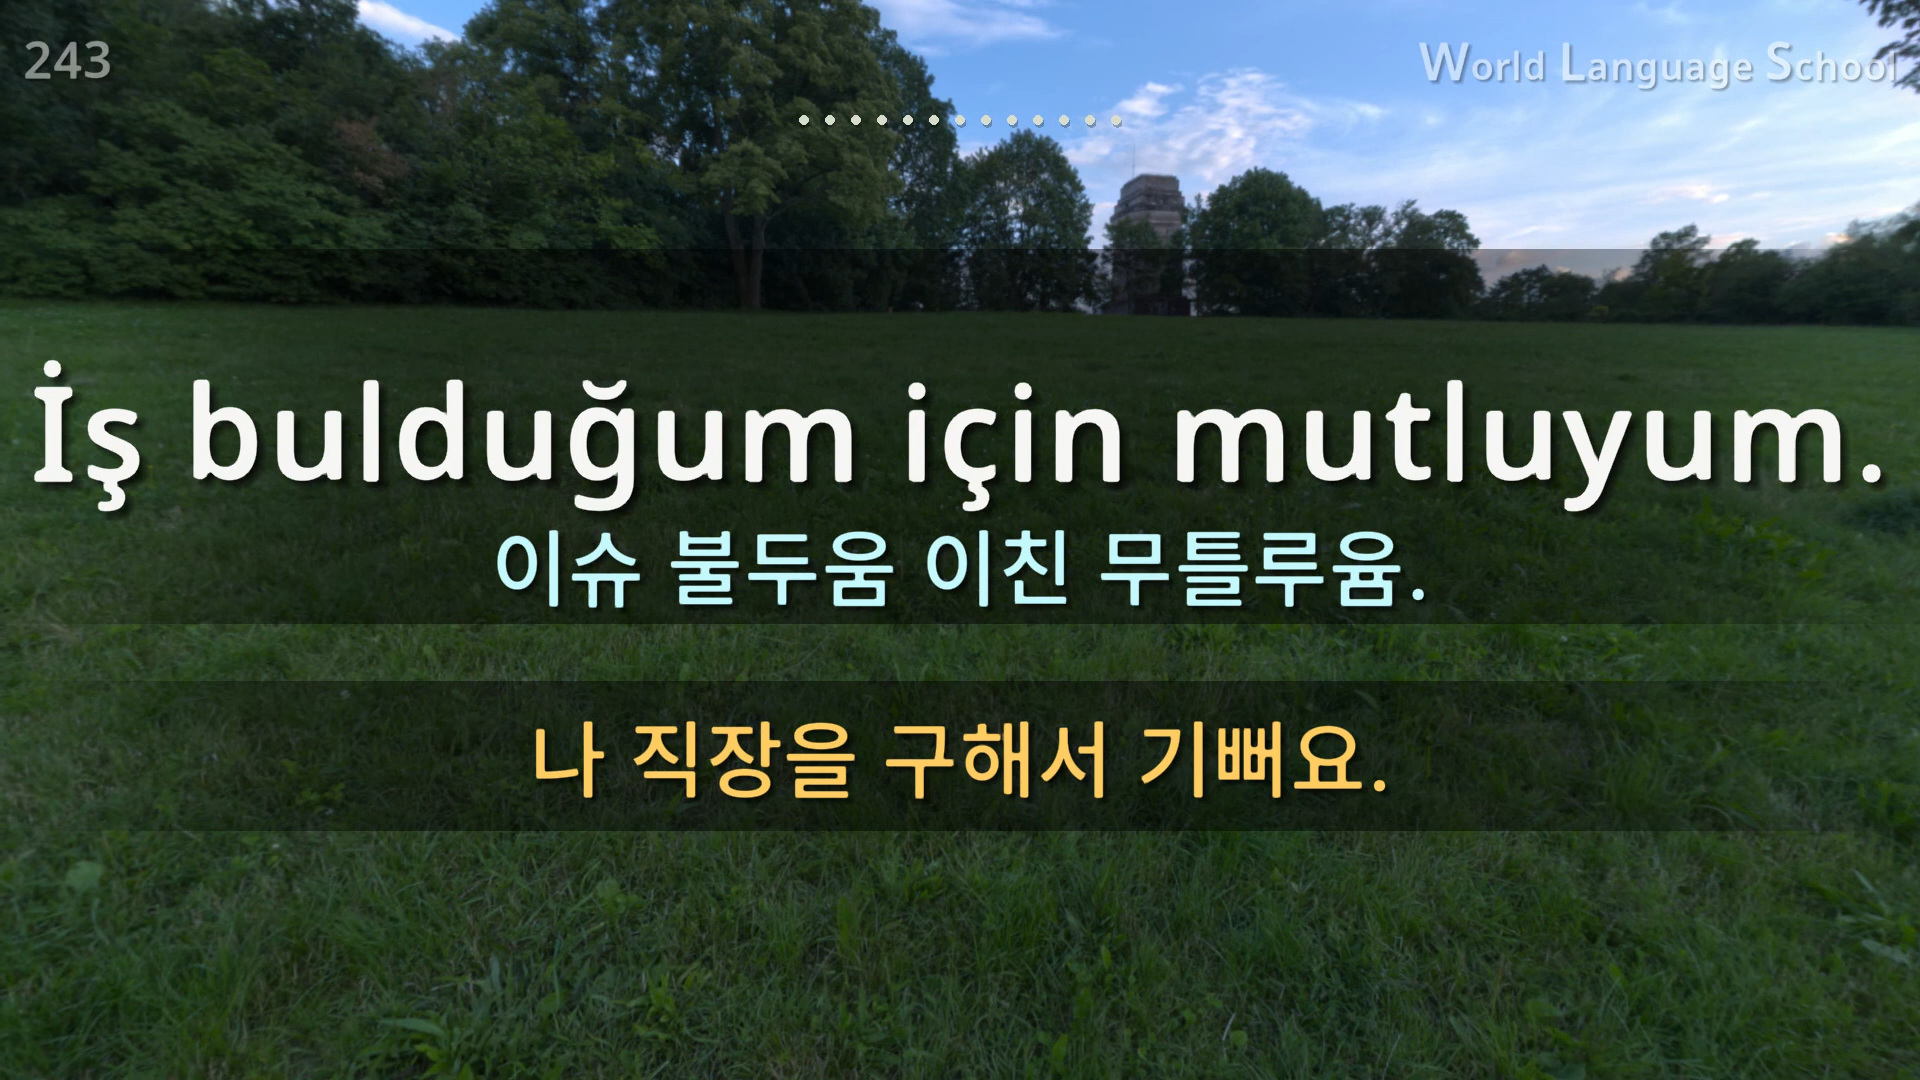 243
World Language School
İş bulduğum için mutluyum.
이슈 불두움 이친 무틀루윰.
나 직장을 구해서 기뻐요.